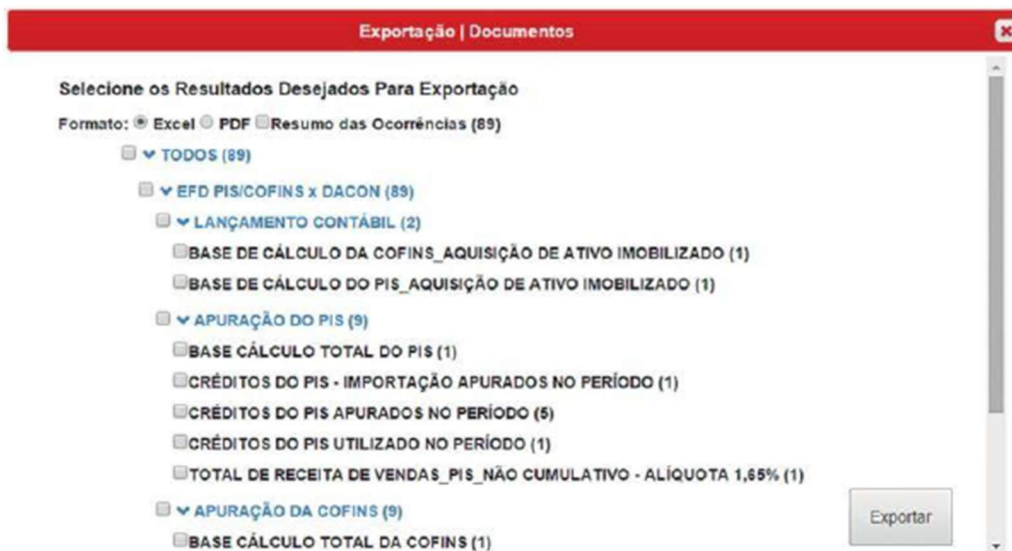 Exportação | Documentos
Selecione os Resultados Desejados Para Exportação
Formato: Excel PDF Resumo das Ocorrências (89)
TODOS (89)
EFD PIS/COFINS x DACON (89)
LANÇAMENTO CONTÁBIL (2)
BASE DE CÁLCULO DA COFINS_AQUISIÇÃO DE ATIVO IMOBILIZADO (1)
BASE DE CÁLCULO DO PIS_AQUISIÇÃO DE ATIVO IMOBILIZADO (1)
APURAÇÃO DO PIS (9)
BASE CÁLCULO TOTAL DO PIS (1)
CRÉDITOS DO PIS - IMPORTAÇÃO APURADOS NO PERÍODO (1)
CRÉDITOS DO PIS APURADOS NO PERÍODO (5)
CRÉDITOS DO PIS UTILIZADO NO PERÍODO (1)
TOTAL DE RECEITA DE VENDAS_PIS_NÃO CUMULATIVO - ALÍQUOTA 1,65% (1)
APURAÇÃO DA COFINS (9)
BASE CÁLCULO TOTAL DA COFINS (1)
Exportar